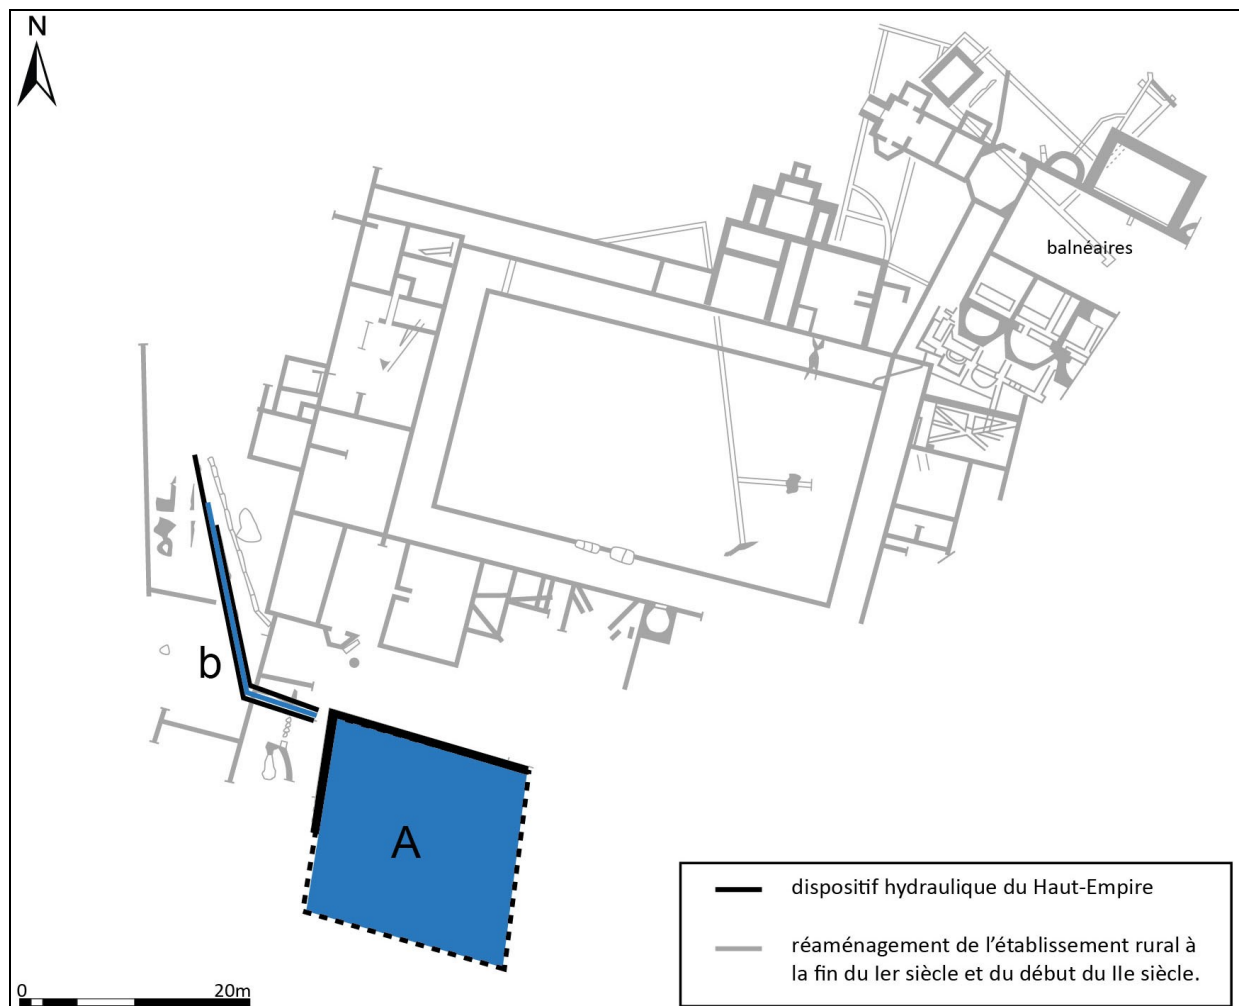 N
balnéaires
b
A
dispositif hydraulique du Haut-Empire
réaménagement de l'établissement rural à
la fin du Ier siècle et du début du IIe siècle.
0 20m